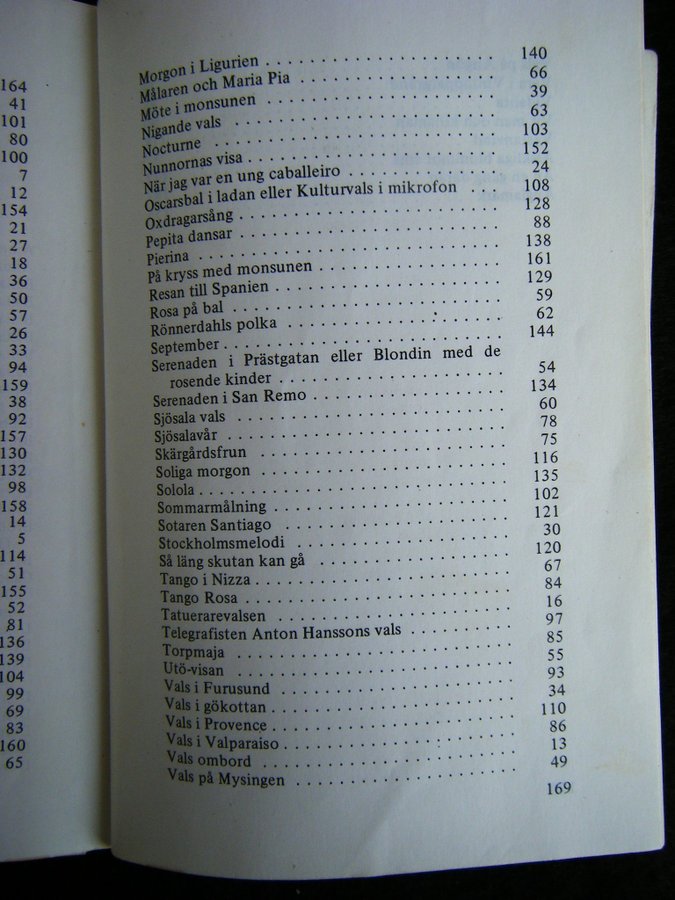 164
41
101
80
100
7
12
154
21
27
18
36
50
57
26
33
94
159
38
92
157
130
132
98
158
14
5
114
51
155
52
81
136
139
104
99
69
83
160
65
Morgon i Ligurien . . . . . . . . . . . . . . . . . . . . . 140
Målaren och Maria Pia . . . . . . . . . . . . . . . . . . 66
Möte i monsunen . . . . . . . . . . . . . . . . . . . . . 39
Nigande vals . . . . . . . . . . . . . . . . . . . . . . . 63
Nocturne . . . . . . . . . . . . . . . . . . . . . . . . . 103
Nunnornas visa . . . . . . . . . . . . . . . . . . . . . . 152
När jag var en ung caballeiro . . . . . . . . . . . . . . 24
Oscarsbal i ladan eller Kulturvals i mikrofon . . . 108
Oxdragarsång . . . . . . . . . . . . . . . . . . . . . . . 128
Pepita dansar . . . . . . . . . . . . . . . . . . . . . . . 88
Pierina . . . . . . . . . . . . . . . . . . . . . . . . . . 138
På kryss med monsunen . . . . . . . . . . . . . . . . . 161
Resan till Spanien . . . . . . . . . . . . . . . . . . . . 129
Rosa på bal . . . . . . . . . . . . . . . . . . . . . . . . 59
Rönnerdahls polka . . . . . . . . . . . . . . . . . . . . 62
September . . . . . . . . . . . . . . . . . . . . . . . . . 144
Serenaden i Prästgatan eller Blondin med de
rosende kinder . . . . . . . . . . . . . . . . . . . . . 54
Serenaden i San Remo . . . . . . . . . . . . . . . . . . 134
Sjösala vals . . . . . . . . . . . . . . . . . . . . . . . . 60
Sjösalavår . . . . . . . . . . . . . . . . . . . . . . . . . 78
Skärgårdsfrun . . . . . . . . . . . . . . . . . . . . . . . 75
Soliga morgon . . . . . . . . . . . . . . . . . . . . . . 116
Solola . . . . . . . . . . . . . . . . . . . . . . . . . . . 135
Sommarmålning . . . . . . . . . . . . . . . . . . . . . . 102
Sotaren Santiago . . . . . . . . . . . . . . . . . . . . . 121
Stockholmsmelodi . . . . . . . . . . . . . . . . . . . . 30
Så läng skutan kan gå . . . . . . . . . . . . . . . . . . 120
Tango i Nizza . . . . . . . . . . . . . . . . . . . . . . . 67
Tango Rosa . . . . . . . . . . . . . . . . . . . . . . . . 84
Tatuerarevalsen . . . . . . . . . . . . . . . . . . . . . . 16
Telegrafisten Anton Hanssons vals . . . . . . . . . 97
Torpmaja . . . . . . . . . . . . . . . . . . . . . . . . . 85
Utö-visan . . . . . . . . . . . . . . . . . . . . . . . . . 55
Vals i Furusund . . . . . . . . . . . . . . . . . . . . . 93
Vals i gökottan . . . . . . . . . . . . . . . . . . . . . . 34
Vals i Provence . . . . . . . . . . . . . . . . . . . . . . 110
Vals i Valparaiso . . . . . . . . . . . . . . . . . . . . . 86
Vals ombord . . . . . . . . . . . . . . . . . . . . . . . 13
Vals på Mysingen . . . . . . . . . . . . . . . . . . . . 49
169